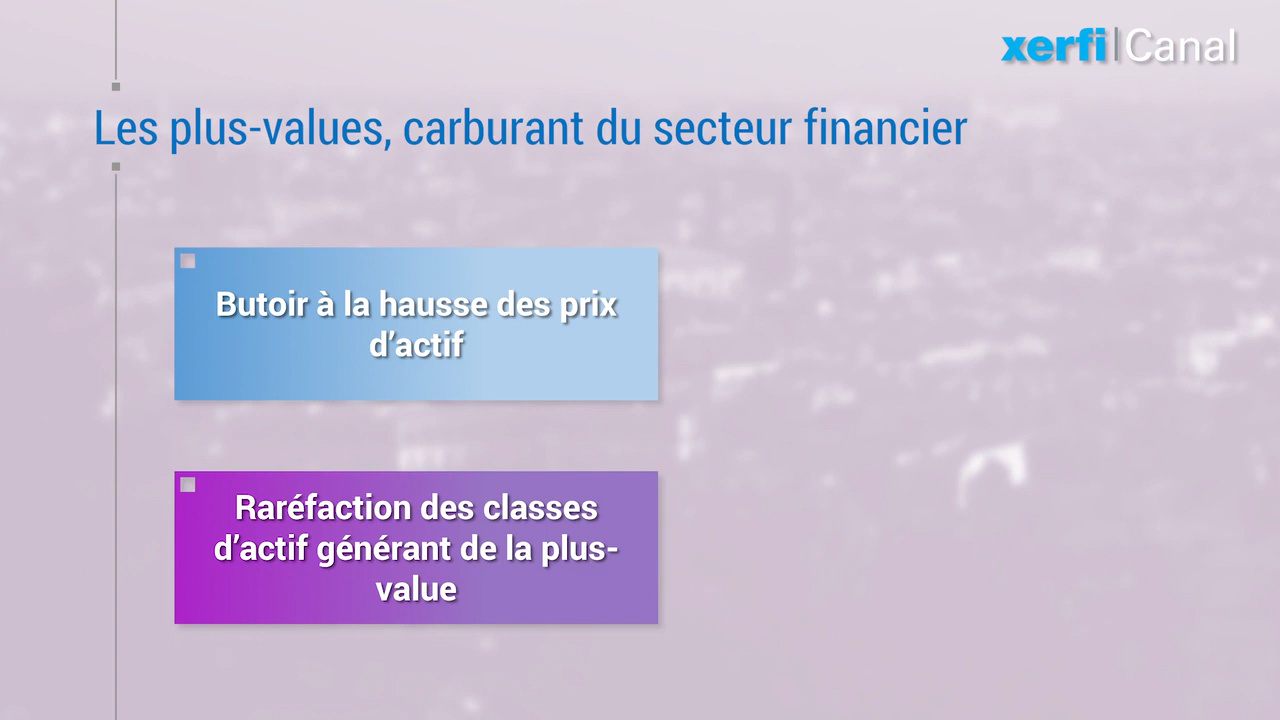 xerfi Canal
Les plus-values, carburant du secteur financier
Butoir à la hausse des prix
d’actif
Raréfaction des classes
d’actif générant de la plus-
value